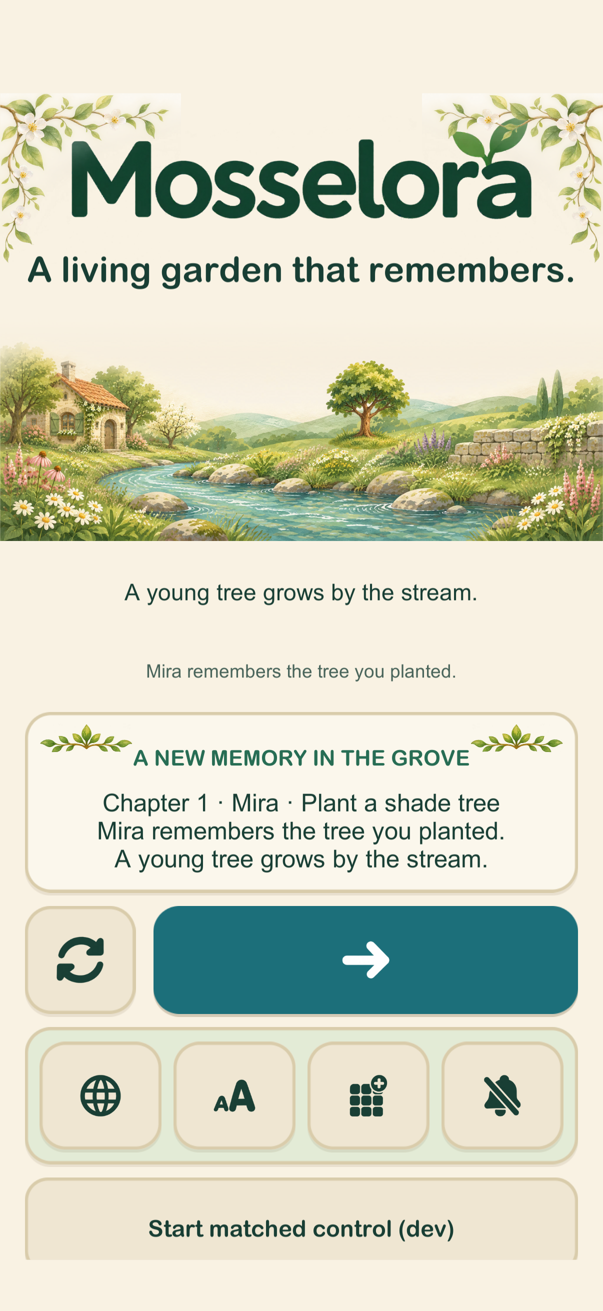 Mosselora
A living garden that remembers.
A young tree grows by the stream.
Mira remembers the tree you planted.
A NEW MEMORY IN THE GROVE
Chapter 1 · Mira · Plant a shade tree
Mira remembers the tree you planted.
A young tree grows by the stream.
AA
Start matched control (dev)